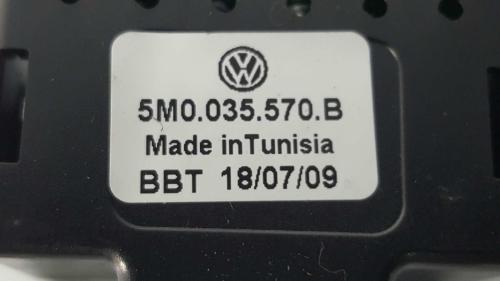 5M0.035.570.B
Made inTunisia
BBT 18/07/09